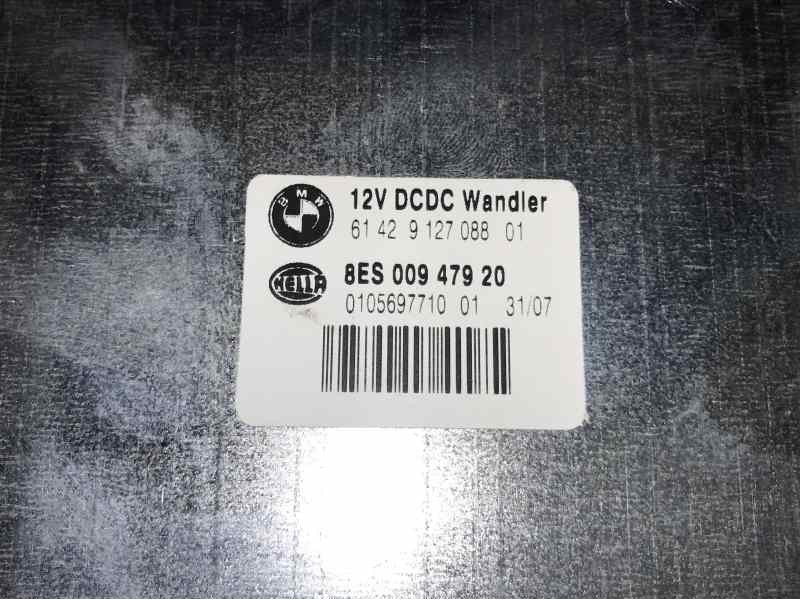 BMW
12V DCDC Wandler
61 42 9 127 088 01
HELLA
8ES 009 479 20
0105697710 01 31/07